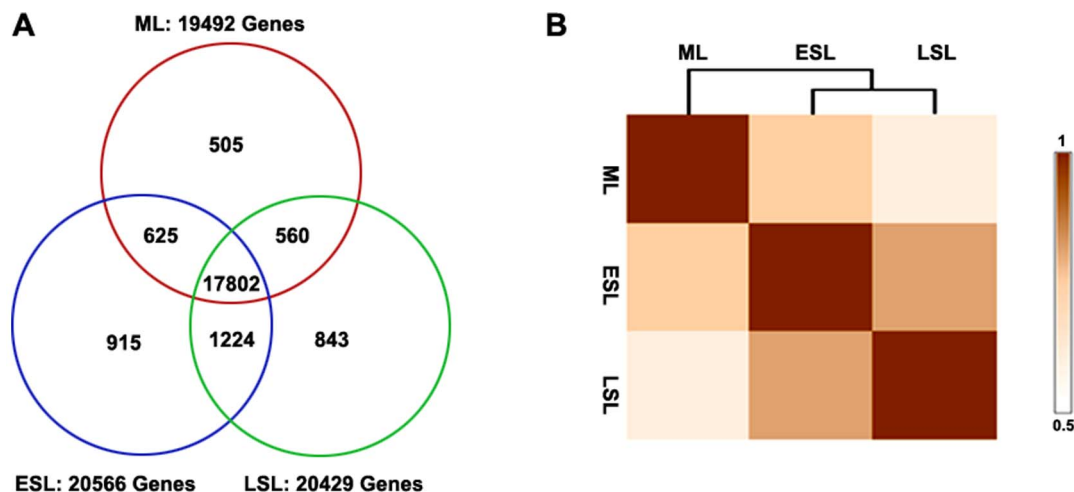 A
ML: 19492 Genes
505
625
560
17802
915
1224
843
ESL: 20566 Genes
LSL: 20429 Genes
B
ML
ESL
LSL
ML
ESL
LSL
1
0.5